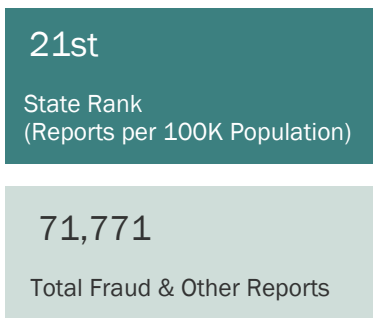 21st
State Rank
(Reports per 100K Population)
71,771
Total Fraud & Other Reports